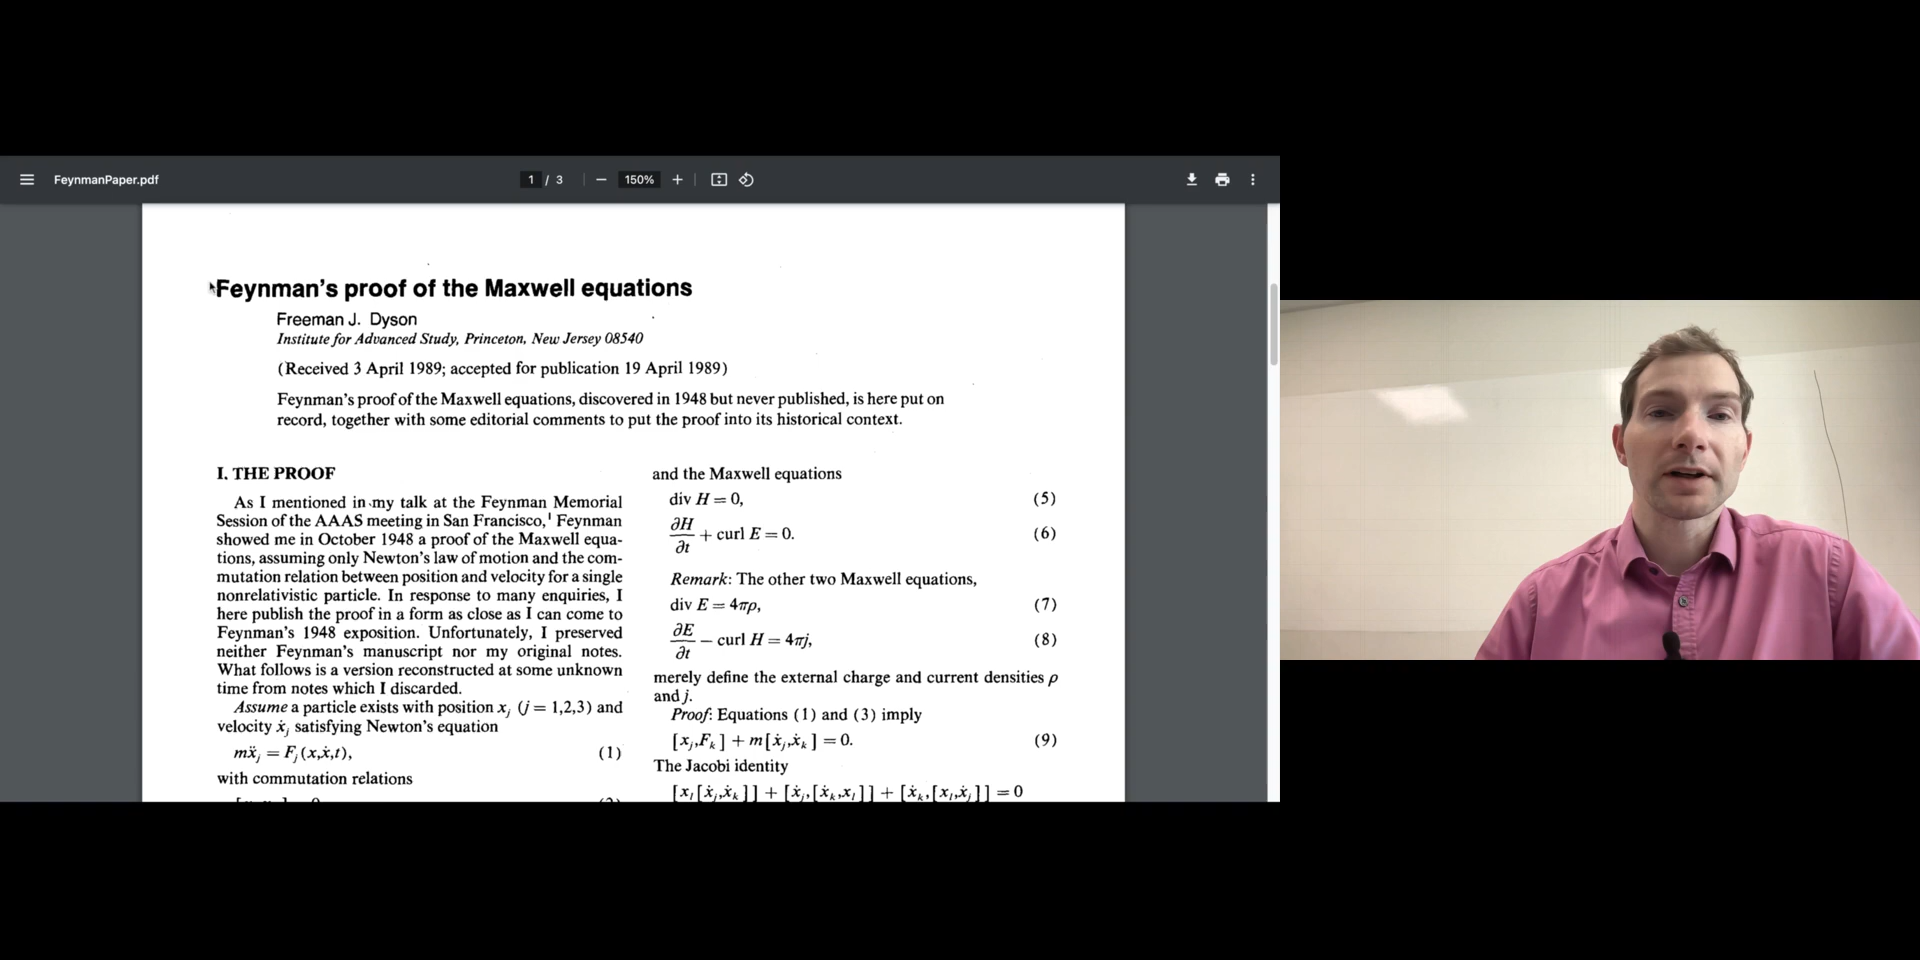 FeynmanPaper.pdf
1 / 3
150%
Feynman's proof of the Maxwell equations
Freeman J. Dyson
Institute for Advanced Study, Princeton, New Jersey 08540
(Received 3 April 1989; accepted for publication 19 April 1989)
Feynman's proof of the Maxwell equations, discovered in 1948 but never published, is here put on
record, together with some editorial comments to put the proof into its historical context.
I. THE PROOF
As I mentioned in my talk at the Feynman Memorial
Session of the AAAS meeting in San Francisco,¹ Feynman
showed me in October 1948 a proof of the Maxwell equa-
tions, assuming only Newton's law of motion and the com-
mutation relation between position and velocity for a single
nonrelativistic particle. In response to many enquiries, I
here publish the proof in a form as close as I can come to
Feynman's 1948 exposition. Unfortunately, I preserved
neither Feynman's manuscript nor my original notes.
What follows is a version reconstructed at some unknown
time from notes which I discarded.
Assume a particle exists with position xⱼ (j = 1,2,3) and
velocity ẋⱼ satisfying Newton's equation
mẍⱼ = Fⱼ(x,ẋ,t), (1)
with commutation relations
and the Maxwell equations
div H = 0, (5)
∂H/∂t + curl E = 0. (6)
Remark: The other two Maxwell equations,
div E = 4πρ, (7)
∂E/∂t − curl H = 4πj, (8)
merely define the external charge and current densities ρ
and j.
Proof: Equations (1) and (3) imply
[xⱼ,Fₖ] + m[ẋⱼ,ẋₖ] = 0. (9)
The Jacobi identity
[xₗ[ẋⱼ,ẋₖ]] + [ẋⱼ,[ẋₖ,xₗ]] + [ẋₖ,[xₗ,ẋⱼ]] = 0